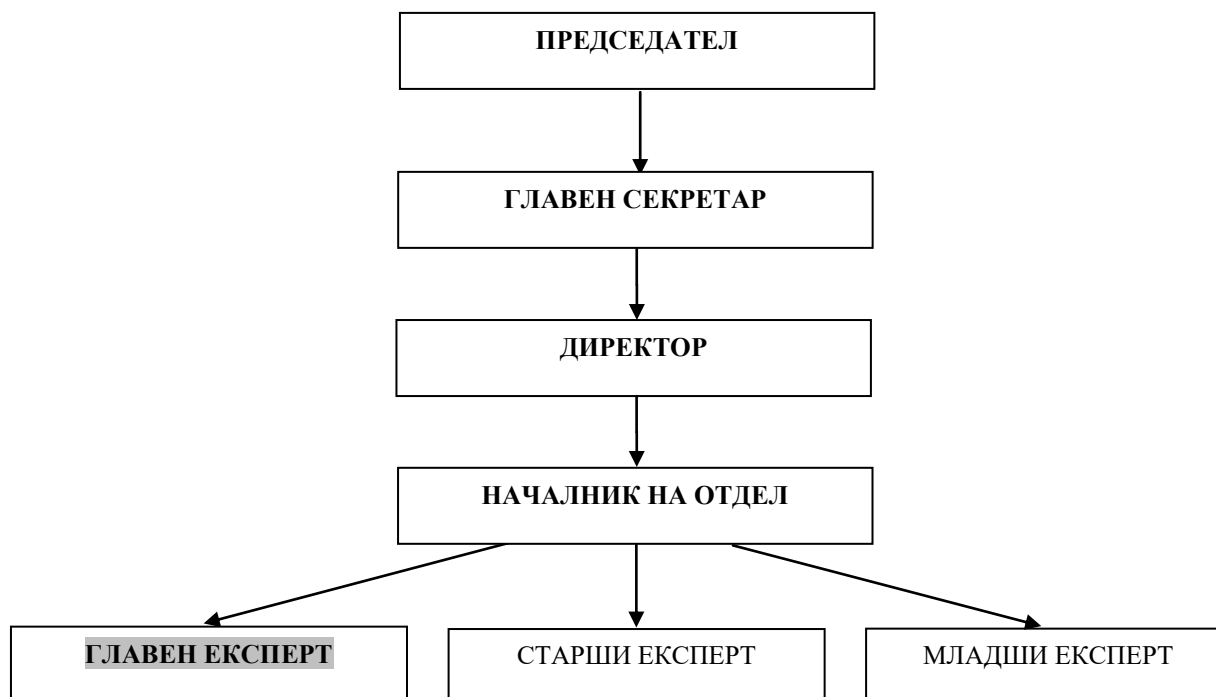 ПРЕДСЕДАТЕЛ
ГЛАВЕН СЕКРЕТАР
ДИРЕКТОР
НАЧАЛНИК НА ОТДЕЛ
ГЛАВЕН ЕКСПЕРТ
СТАРШИ ЕКСПЕРТ
МЛАДШИ ЕКСПЕРТ